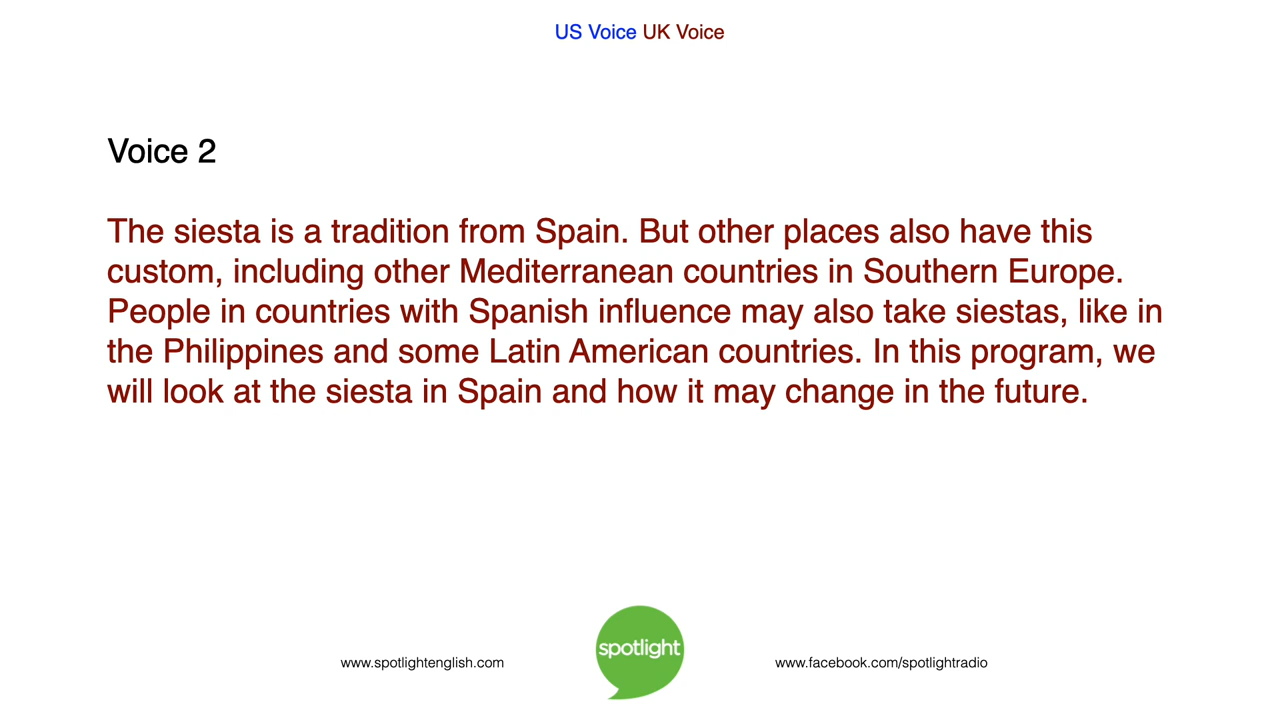 US Voice UK Voice
Voice 2
The siesta is a tradition from Spain. But other places also have this
custom, including other Mediterranean countries in Southern Europe.
People in countries with Spanish influence may also take siestas, like in
the Philippines and some Latin American countries. In this program, we
will look at the siesta in Spain and how it may change in the future.
spotlight
www.spotlightenglish.com
www.facebook.com/spotlightradio